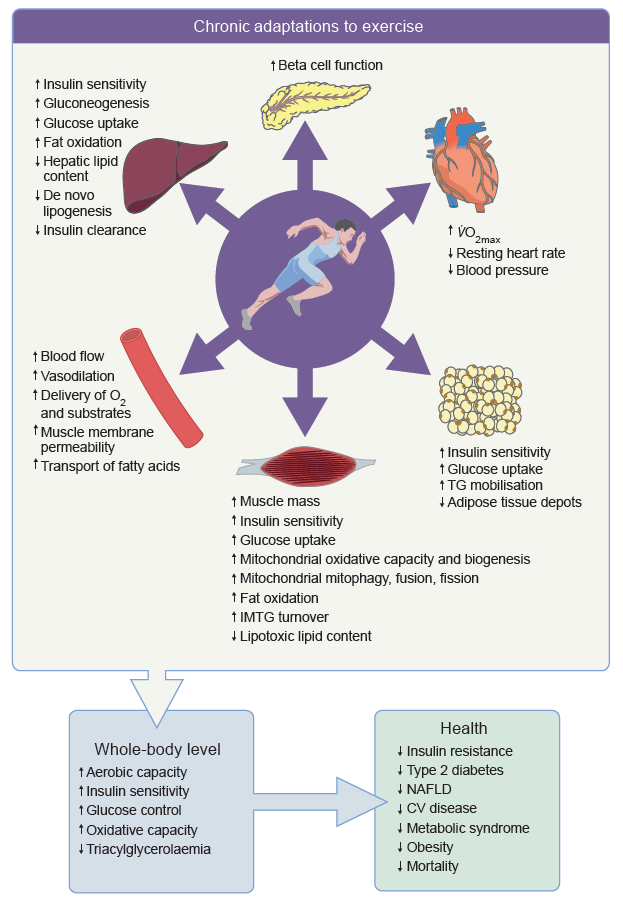 Chronic adaptations to exercise
↑ Beta cell function
↑ Insulin sensitivity
↑ Gluconeogenesis
↑ Glucose uptake
↑ Fat oxidation
↓ Hepatic lipid
content
↓ De novo
lipogenesis
↓ Insulin clearance
↑ V̇O₂max
↓ Resting heart rate
↓ Blood pressure
↑ Blood flow
↑ Vasodilation
↑ Delivery of O₂
and substrates
↑ Muscle membrane
permeability
↑ Transport of fatty acids
↑ Insulin sensitivity
↑ Glucose uptake
↑ TG mobilisation
↓ Adipose tissue depots
↑ Muscle mass
↑ Insulin sensitivity
↑ Glucose uptake
↑ Mitochondrial oxidative capacity and biogenesis
↑ Mitochondrial mitophagy, fusion, fission
↑ Fat oxidation
↑ IMTG turnover
↓ Lipotoxic lipid content
Whole-body level
↑ Aerobic capacity
↑ Insulin sensitivity
↑ Glucose control
↑ Oxidative capacity
↓ Triacylglycerolaemia
Health
↓ Insulin resistance
↓ Type 2 diabetes
↓ NAFLD
↓ CV disease
↓ Metabolic syndrome
↓ Obesity
↓ Mortality